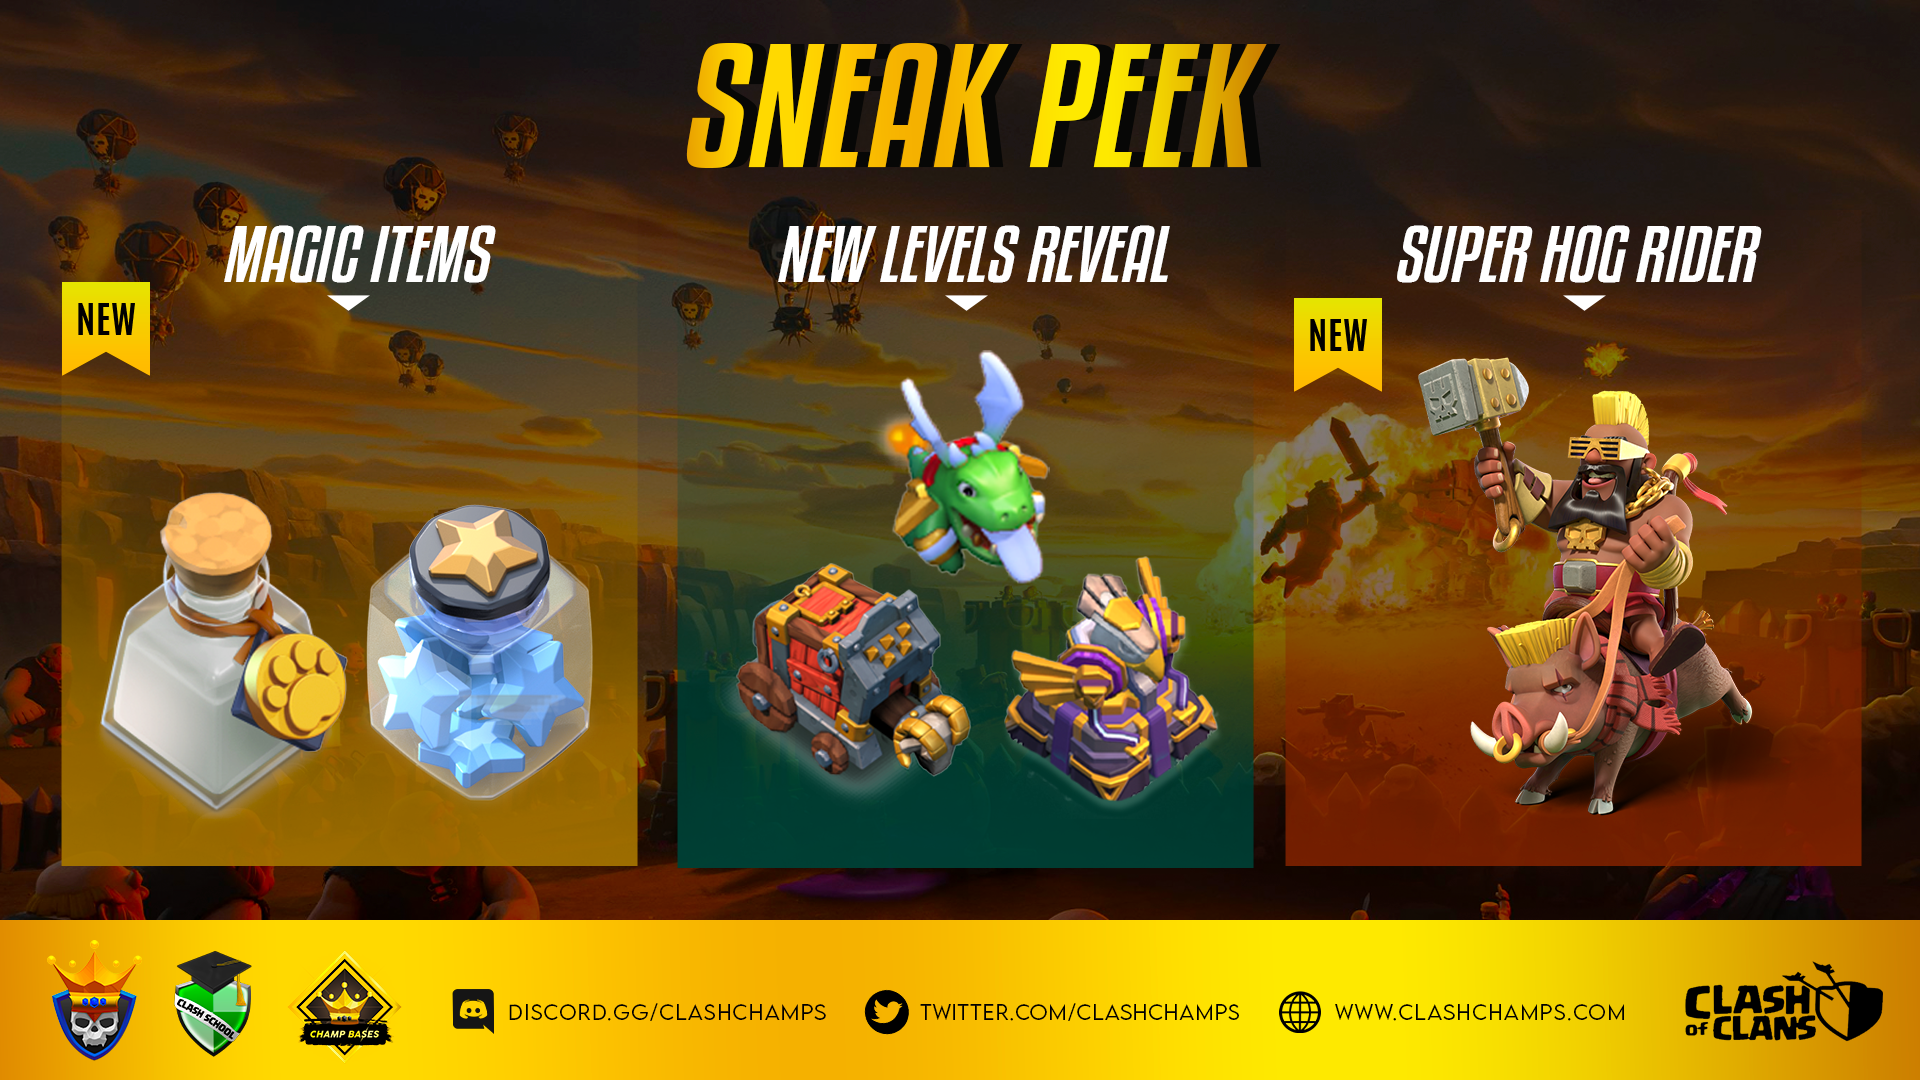 SNEAK PEEK
MAGIC ITEMS
NEW LEVELS REVEAL
SUPER HOG RIDER
NEW
NEW
CLASH SCHOOL
CHAMP BASES
DISCORD.GG/CLASHCHAMPS
TWITTER.COM/CLASHCHAMPS
WWW.CLASHCHAMPS.COM
CLASH
OF CLANS